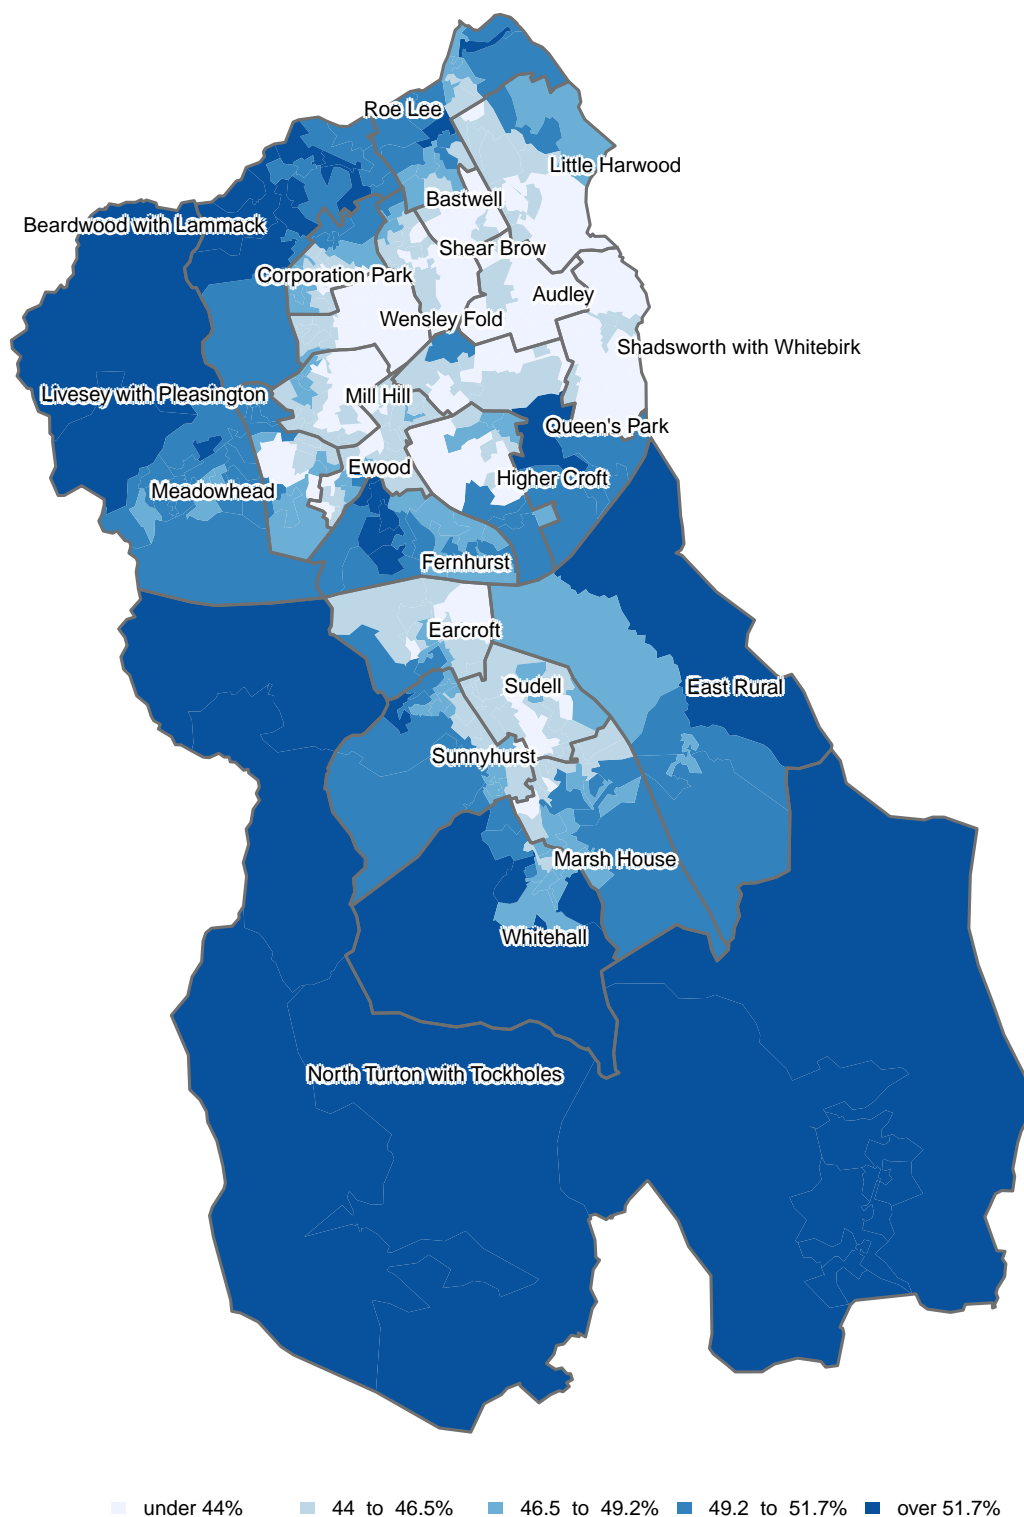 Roe Lee
Little Harwood
Bastwell
Beardwood with Lammack
Shear Brow
Corporation Park
Audley
Wensley Fold
Shadsworth with Whitebirk
Livesey with Pleasington
Mill Hill
Queen's Park
Ewood
Higher Croft
Meadowhead
Fernhurst
Earcroft
Sudell
East Rural
Sunnyhurst
Marsh House
Whitehall
North Turton with Tockholes
under 44% 44 to 46.5% 46.5 to 49.2% 49.2 to 51.7% over 51.7%